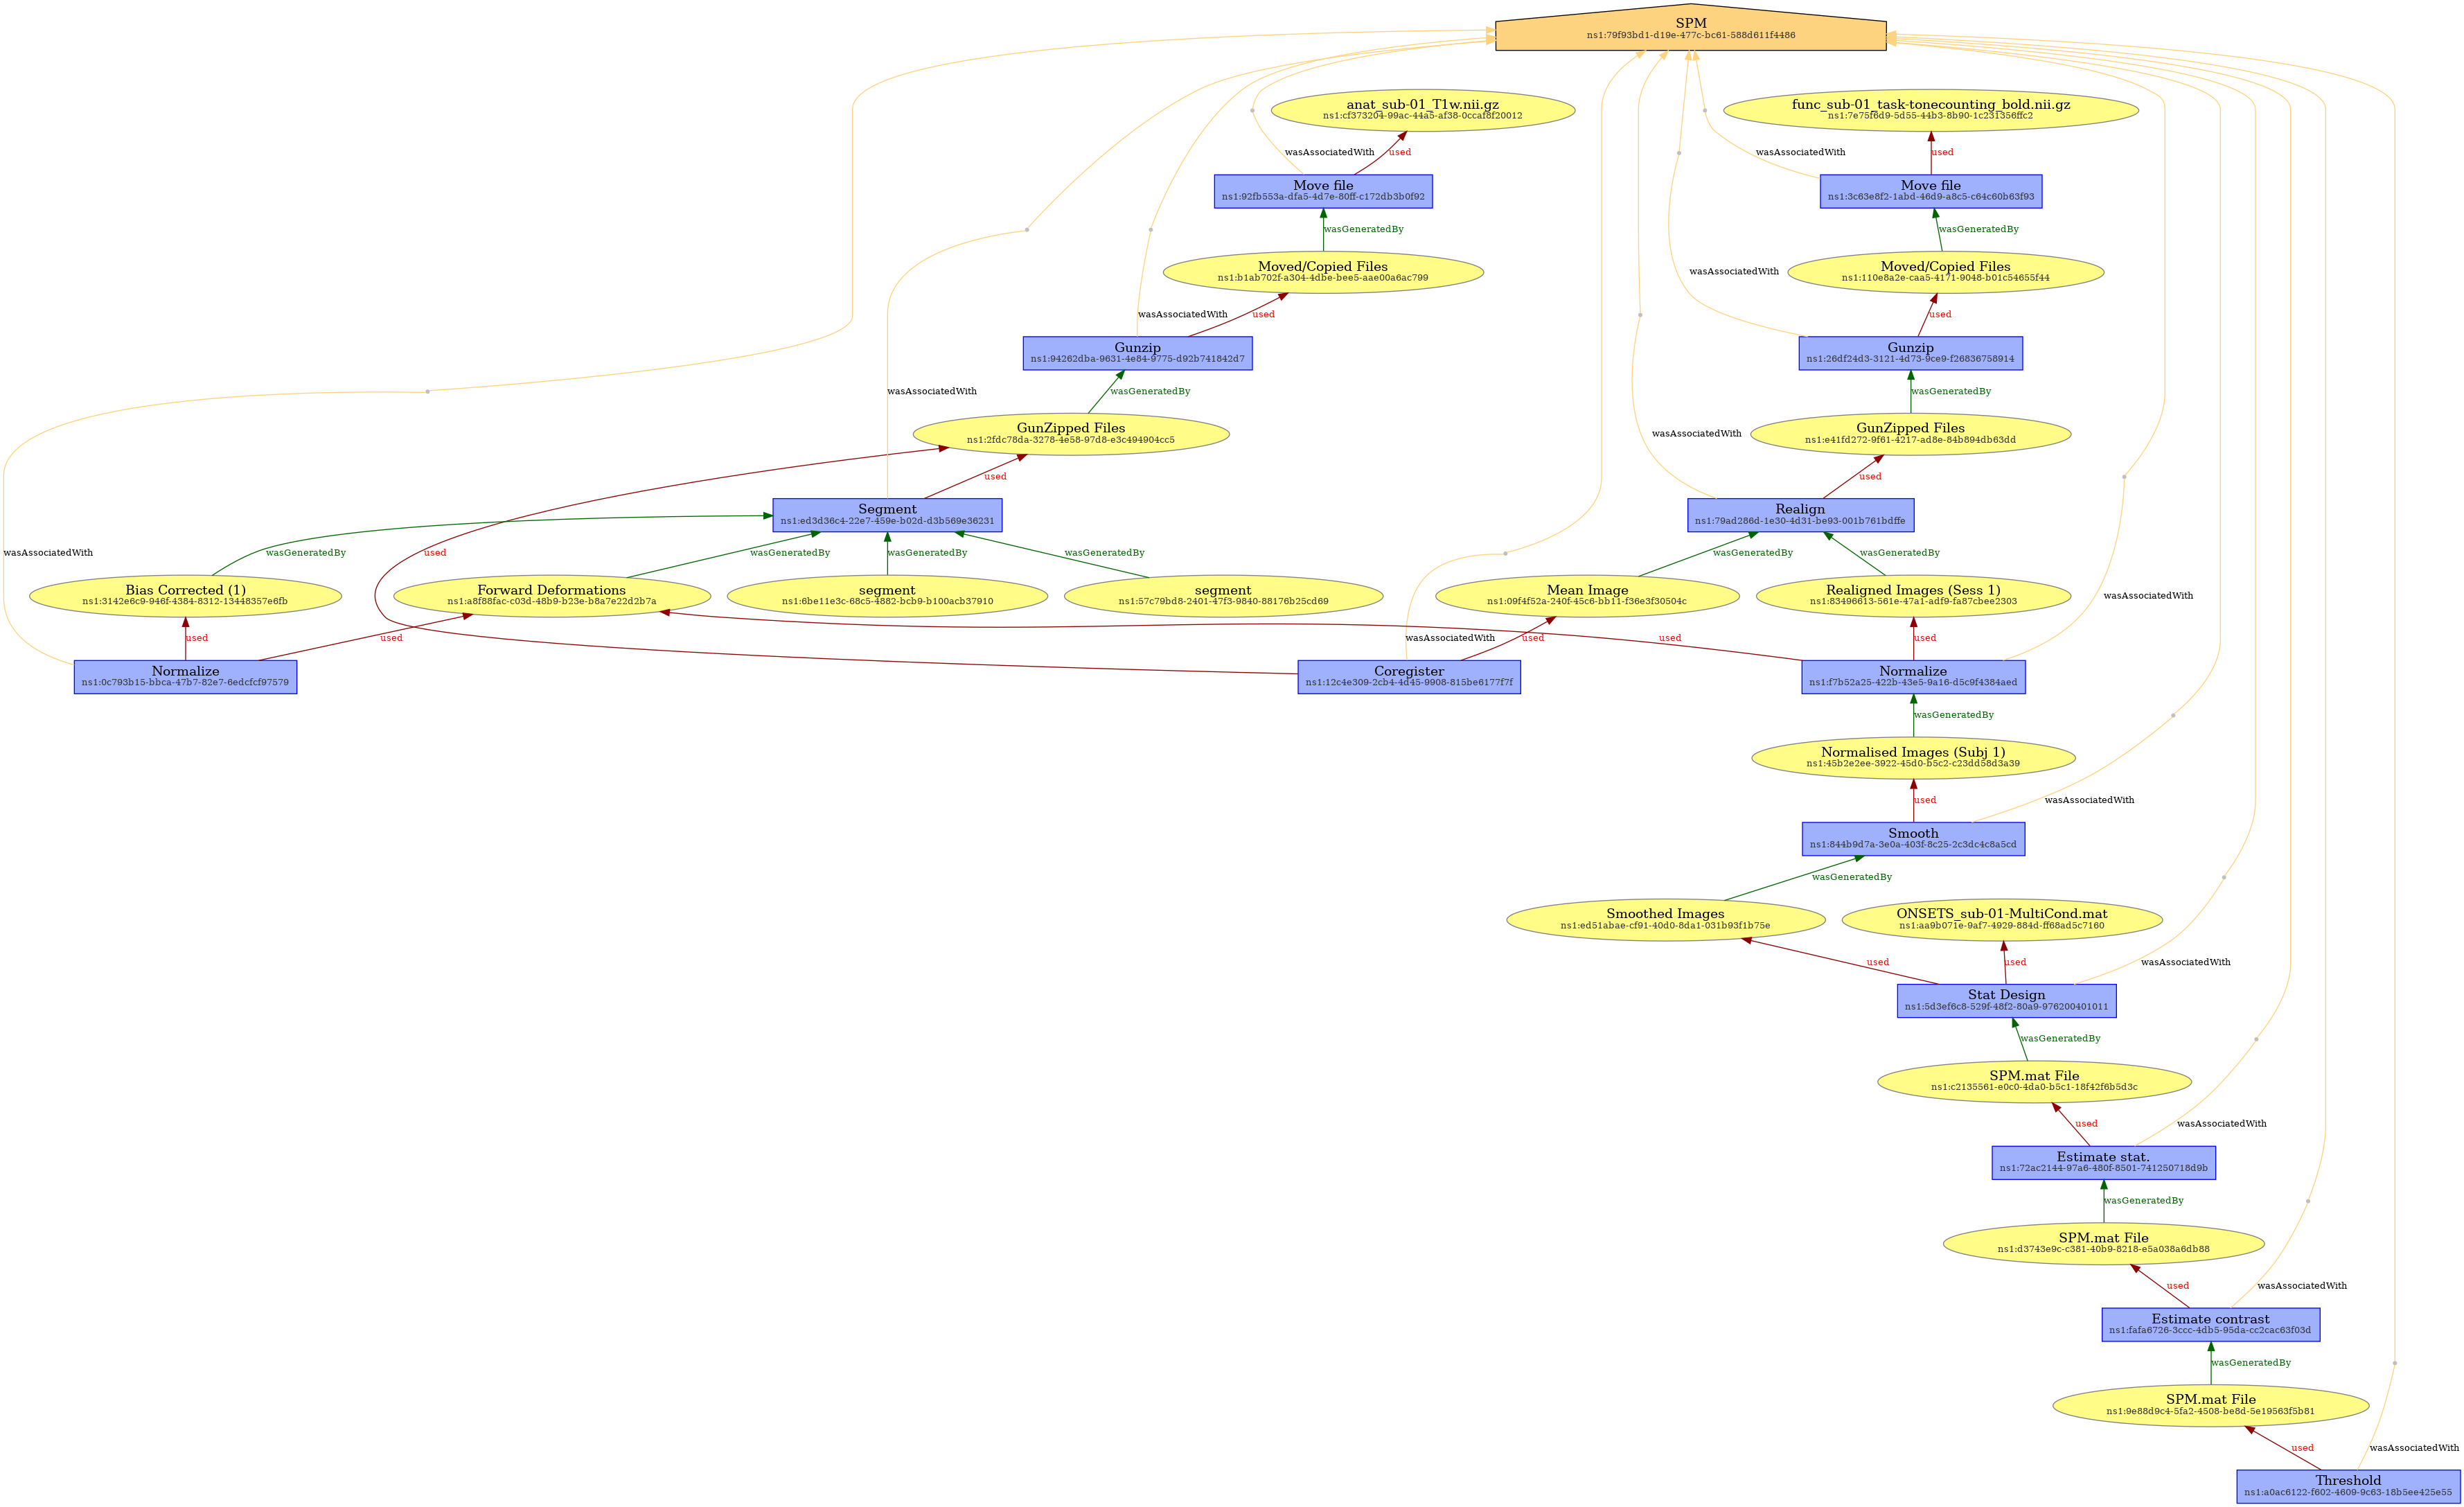 SPM
ns1:79f93bd1-d19e-477c-bc61-588d611f4486
anat_sub-01_T1w.nii.gz
ns1:cf373204-99ac-44a5-af38-0ccaf8f20012
func_sub-01_task-tonecounting_bold.nii.gz
ns1:7e75f6d9-5d55-44b3-8b90-1c231356ffc2
wasAssociatedWith
used
wasAssociatedWith
used
Move file
ns1:92fb553a-dfa5-4d7e-80ff-c172db3b0f92
Move file
ns1:3c63e8f2-1abd-46d9-a8c5-c64c60b63f93
wasGeneratedBy
wasGeneratedBy
Moved/Copied Files
ns1:b1ab702f-a304-4dbe-bee5-aae00a6ac799
wasAssociatedWith
Moved/Copied Files
ns1:110e8a2e-caa5-4171-9048-b01c54655f44
wasAssociatedWith
used
used
Gunzip
ns1:94262dba-9631-4e84-9775-d92b741842d7
Gunzip
ns1:26df24d3-3121-4d73-9ce9-f26836758914
wasAssociatedWith
wasGeneratedBy
wasGeneratedBy
GunZipped Files
ns1:2fdc78da-3278-4e58-97d8-e3c494904cc5
wasAssociatedWith
GunZipped Files
ns1:e41fd272-9f61-4217-ad8e-84b894db63dd
used
used
Segment
ns1:ed3d36c4-22e7-459e-b02d-d3b569e36231
Realign
ns1:79ad286d-1e30-4d31-be93-001b761bdffe
wasAssociatedWith
wasGeneratedBy
used
wasGeneratedBy
wasGeneratedBy
wasGeneratedBy
wasGeneratedBy
wasGeneratedBy
Bias Corrected (1)
ns1:3142e6c9-946f-4384-8312-13448357e6fb
Forward Deformations
ns1:a8f88fac-c03d-48b9-b23e-b8a7e22d2b7a
segment
ns1:6be11e3c-68c5-4882-bcb9-b100acb37910
segment
ns1:57c79bd8-2401-47f3-9840-88176b25cd69
Mean Image
ns1:09f4f52a-240f-45c6-bb11-f36e3f30504c
Realigned Images (Sess 1)
ns1:83496613-561e-47a1-adf9-fa87cbee2303
wasAssociatedWith
used
used
wasAssociatedWith
used
used
used
Normalize
ns1:0c793b15-bbca-47b7-82e7-6edcfcf97579
Coregister
ns1:12c4e309-2cb4-4d45-9908-815be6177f7f
Normalize
ns1:f7b52a25-422b-43e5-9a16-d5c9f4384aed
wasGeneratedBy
Normalised Images (Subj 1)
ns1:45b2e2ee-3922-45d0-b5c2-c23dd58d3a39
used
wasAssociatedWith
Smooth
ns1:844b9d7a-3e0a-403f-8c25-2c3dc4c8a5cd
wasGeneratedBy
Smoothed Images
ns1:ed51abae-cf91-40d0-8da1-031b93f1b75e
ONSETS_sub-01-MultiCond.mat
ns1:aa9b071e-9af7-4929-884d-ff68ad5c7160
used
used
wasAssociatedWith
Stat Design
ns1:5d3ef6c8-529f-48f2-80a9-976200401011
wasGeneratedBy
SPM.mat File
ns1:c2135561-e0c0-4da0-b5c1-18f42f6b5d3c
used
wasAssociatedWith
Estimate stat.
ns1:72ac2144-97a6-480f-8501-741250718d9b
wasGeneratedBy
SPM.mat File
ns1:d3743e9c-c381-40b9-8218-e5a038a6db88
used
wasAssociatedWith
Estimate contrast
ns1:fafa6726-3ccc-4db5-95da-cc2cac63f03d
wasGeneratedBy
SPM.mat File
ns1:9e88d9c4-5fa2-4508-be8d-5e19563f5b81
used
wasAssociatedWith
Threshold
ns1:a0ac6122-f602-4609-9c63-18b5ee425e55